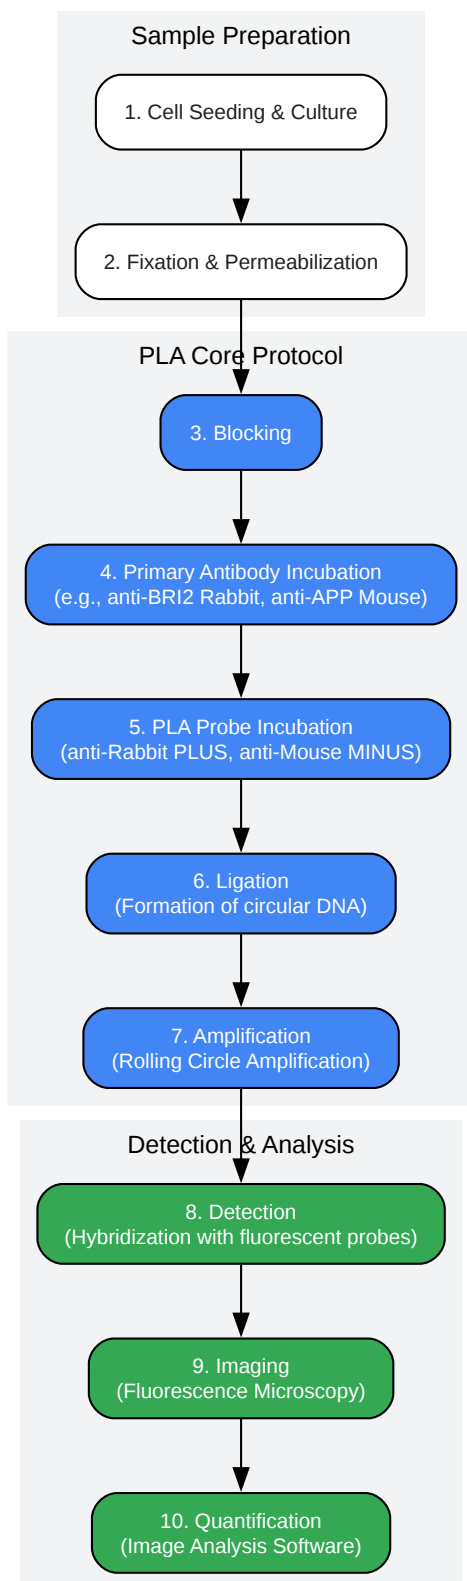 Sample Preparation
1. Cell Seeding & Culture
2. Fixation & Permeabilization
PLA Core Protocol
3. Blocking
4. Primary Antibody Incubation
(e.g., anti-BRI2 Rabbit, anti-APP Mouse)
5. PLA Probe Incubation
(anti-Rabbit PLUS, anti-Mouse MINUS)
6. Ligation
(Formation of circular DNA)
7. Amplification
(Rolling Circle Amplification)
Detection & Analysis
8. Detection
(Hybridization with fluorescent probes)
9. Imaging
(Fluorescence Microscopy)
10. Quantification
(Image Analysis Software)